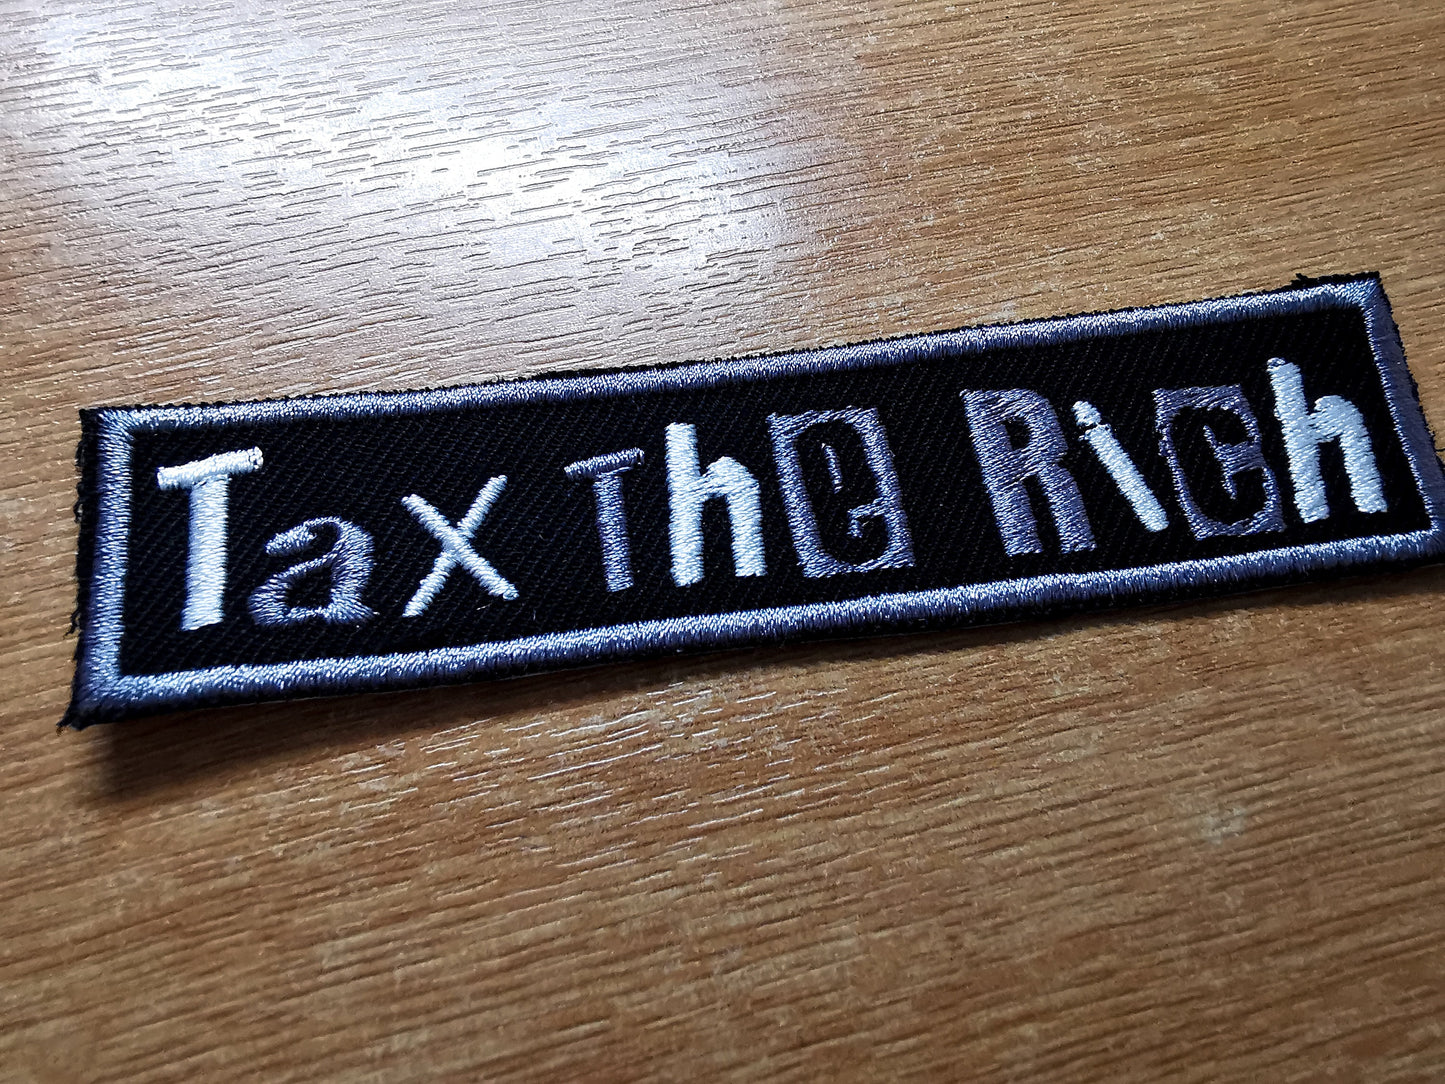 Tax The Rich